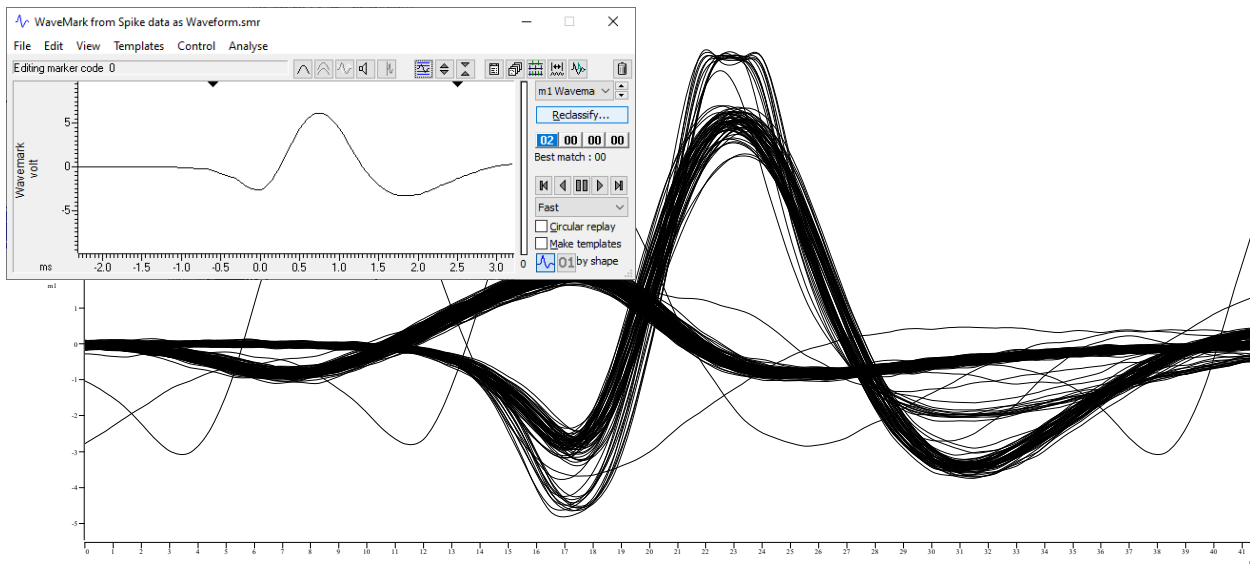 WaveMark from Spike data as Waveform.smr
File Edit View Templates Control Analyse
Editing marker code 0
m1 Wavema
Reclassify...
02 00 00 00
Best match : 00
Fast
Circular replay
Make templates
01 by shape
Wavemark
volt
5
0
-5
ms -2.0 -1.5 -1.0 -0.5 0.0 0.5 1.0 1.5 2.0 2.5 3.0 0
m1
1
0
-1
-2
-3
-4
-5
0 1 2 3 4 5 6 7 8 9 10 11 12 13 14 15 16 17 18 19 20 21 22 23 24 25 26 27 28 29 30 31 32 33 34 35 36 37 38 39 40 41